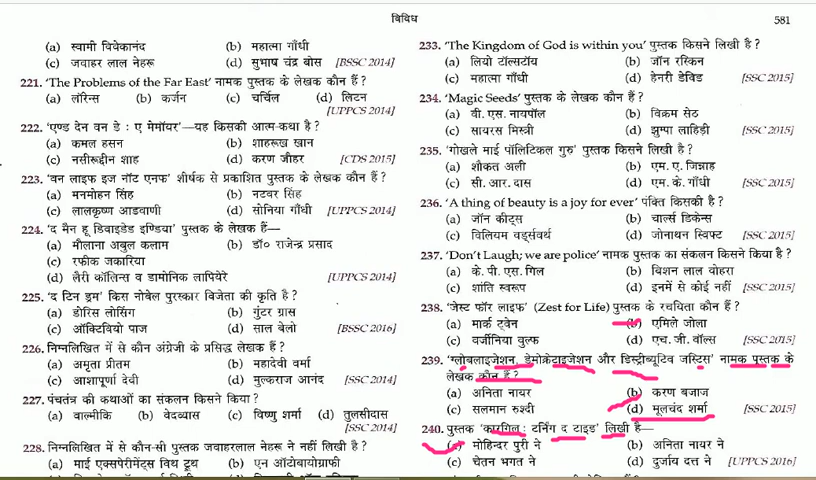 विविध
581
(a) स्वामी विवेकानंद (b) महात्मा गाँधी
(c) जवाहर लाल नेहरू (d) सुभाष चंद्र बोस [BSSC 2014]
221. 'The Problems of the Far East' नामक पुस्तक के लेखक कौन हैं ?
(a) लॉरेन्स (b) कर्जन (c) चर्चिल (d) लिटन
[UPPCS 2014]
222. 'एण्ड देन वन डे : ए मेमॉयर'—यह किसकी आत्म-कथा है ?
(a) कमल हसन (b) शाहरूख खान
(c) नसीरूद्दीन शाह (d) करण जौहर [CDS 2015]
223. 'वन लाइफ इज नॉट एनफ' शीर्षक से प्रकाशित पुस्तक के लेखक कौन हैं ?
(a) मनमोहन सिंह (b) नटवर सिंह
(c) लालकृष्ण आडवाणी (d) सोनिया गाँधी [UPPCS 2014]
224. 'द मैन हू डिवाइडेड इण्डिया' पुस्तक के लेखक हैं—
(a) मौलाना अबुल कलाम (b) डॉ० राजेन्द्र प्रसाद
(c) रफीक जकारिया
(d) लैरी कॉलिन्स व डामोनिक लापियेरे [UPPCS 2014]
225. 'द टिन ड्रम' किस नोबेल पुरस्कार विजेता की कृति है ?
(a) डोरिस लेसिंग (b) गुंटर ग्रास
(c) ऑक्टिवियो पाज (d) साल बेलो [BSSC 2016]
226. निम्नलिखित में से कौन अंग्रेजी के प्रसिद्ध लेखक हैं ?
(a) अमृता प्रीतम (b) महादेवी वर्मा
(c) आशापूर्णा देवी (d) मुल्कराज आनंद [SSC 2014]
227. पंचतंत्र की कथाओं का संकलन किसने किया ?
(a) वाल्मीकि (b) वेदव्यास (c) विष्णु शर्मा (d) तुलसीदास
[SSC 2014]
228. निम्नलिखित में से कौन-सी पुस्तक जवाहरलाल नेहरू ने नहीं लिखी है ?
(a) माई एक्सपेरीमेंट्स विथ ट्रूथ (b) एन ऑटोबायोग्राफी
233. 'The Kingdom of God is within you' पुस्तक किसने लिखी है ?
(a) लियो टॉल्सटॉय (b) जॉन रस्किन
(c) महात्मा गाँधी (d) हेनरी डेविड [SSC 2015]
234. 'Magic Seeds' पुस्तक के लेखक कौन हैं ?
(a) वी. एस. नायपॉल (b) विक्रम सेठ
(c) सायरस मिस्त्री (d) झुम्पा लाहिड़ी [SSC 2015]
235. 'गोखले माई पॉलिटिकल गुरु' पुस्तक किसने लिखी है ?
(a) शौकत अली (b) एम. ए. जिन्नाह
(c) सी. आर. दास (d) एम. के. गाँधी [SSC 2015]
236. 'A thing of beauty is a joy for ever' पंक्ति किसकी है ?
(a) जॉन कीट्स (b) चार्ल्स डिकेन्स
(c) विलियम वर्ड्सवर्थ (d) जोनाथन स्विफ्ट [SSC 2015]
237. 'Don't Laugh; we are police' नामक पुस्तक का संकलन किसने किया है ?
(a) के. पी. एस. गिल (b) बिशन लाल वोहरा
(c) शांति स्वरूप (d) इनमें से कोई नहीं [SSC 2015]
238. 'जेस्ट फॉर लाइफ' (Zest for Life) पुस्तक के रचयिता कौन हैं ?
(a) मार्क ट्वेन (b) एमिले जोला
(c) वर्जीनिया वुल्फ (d) एच. जी. वॉल्स [SSC 2015]
239. 'ग्लोबलाइजेशन, डेमोक्रेटाइजेशन और डिस्ट्रीब्यूटिव जस्टिस' नामक पुस्तक के
लेखक कौन हैं ?
(a) अनिता नायर (b) करण बजाज
(c) सलमान रुश्दी (d) मूलचंद शर्मा [SSC 2015]
240. पुस्तक 'कारगिल: टर्निंग द टाइड' लिखी है—
मोहिन्दर पुरी ने (b) अनिता नायर ने
(c) चेतन भगत ने (d) दुर्जाय दत्त ने [UPPCS 2016]